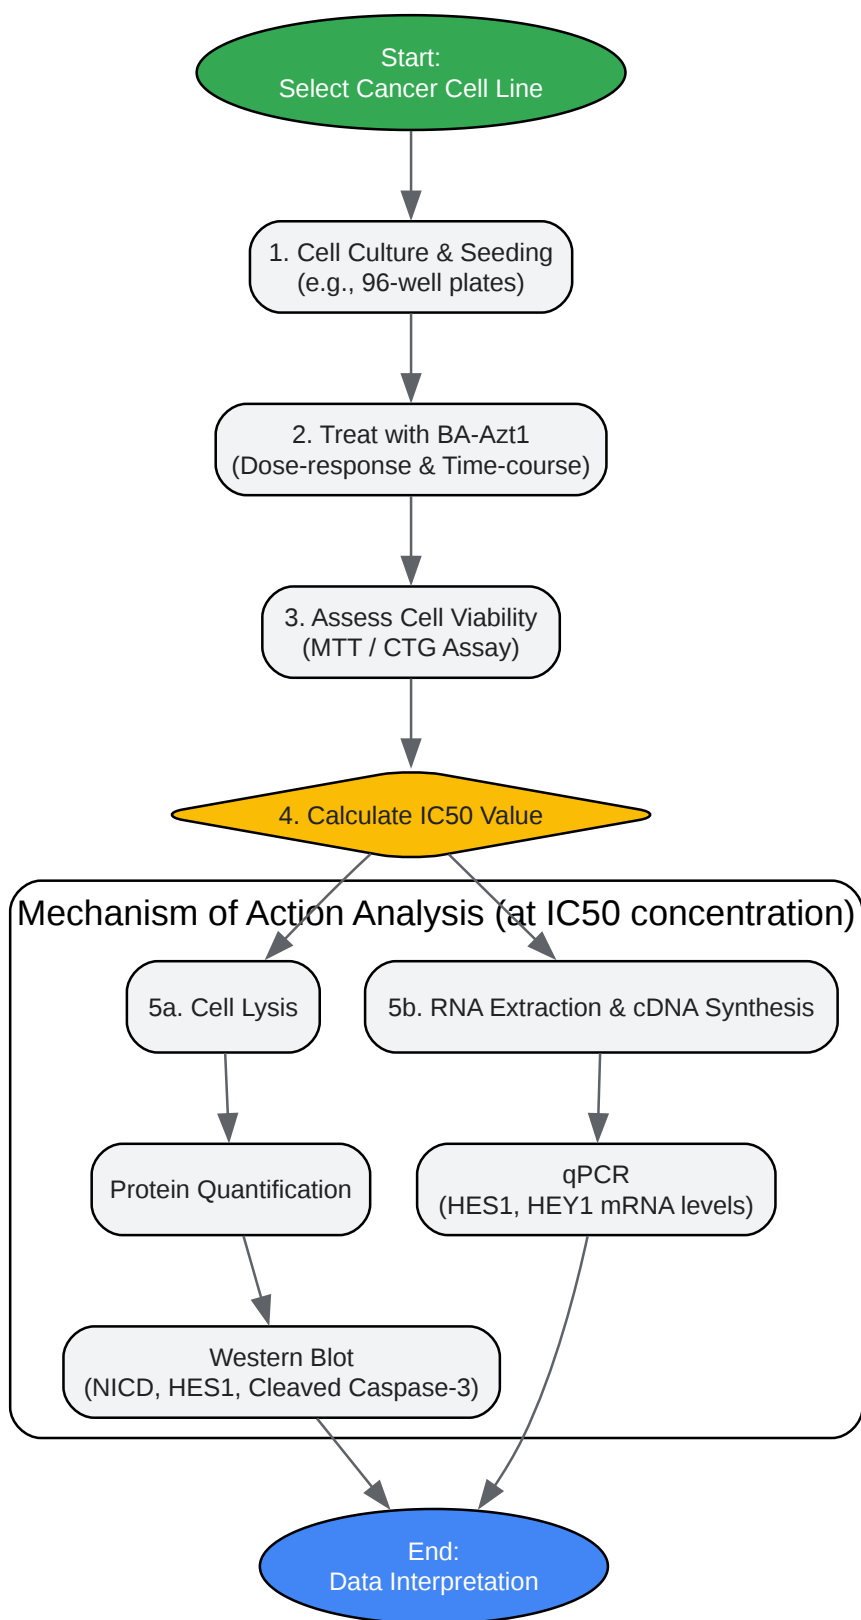 Start:
Select Cancer Cell Line
1. Cell Culture & Seeding
(e.g., 96-well plates)
2. Treat with BA-Azt1
(Dose-response & Time-course)
3. Assess Cell Viability
(MTT / CTG Assay)
4. Calculate IC50 Value
Mechanism of Action Analysis (at IC50 concentration)
5a. Cell Lysis
5b. RNA Extraction & cDNA Synthesis
Protein Quantification
qPCR
(HES1, HEY1 mRNA levels)
Western Blot
(NICD, HES1, Cleaved Caspase-3)
End:
Data Interpretation